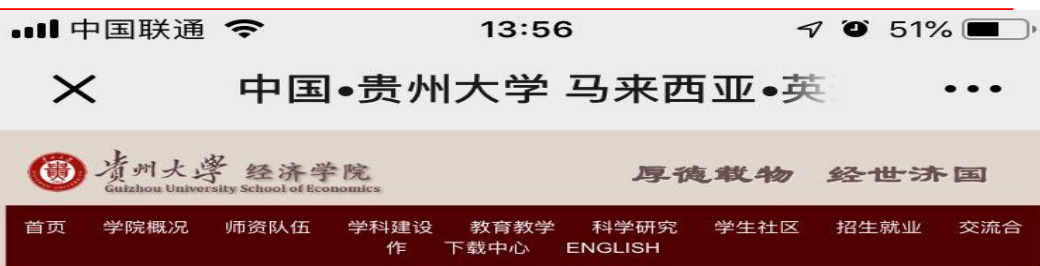 中国联通 13:56 51%
中国•贵州大学 马来西亚•英
贵州大学 经济学院 厚德载物 经世济国
Guizhou University School of Economics
首页 学院概况 师资队伍 学科建设 教育教学 科学研究 学生社区 招生就业 交流合
作 下载中心 ENGLISH